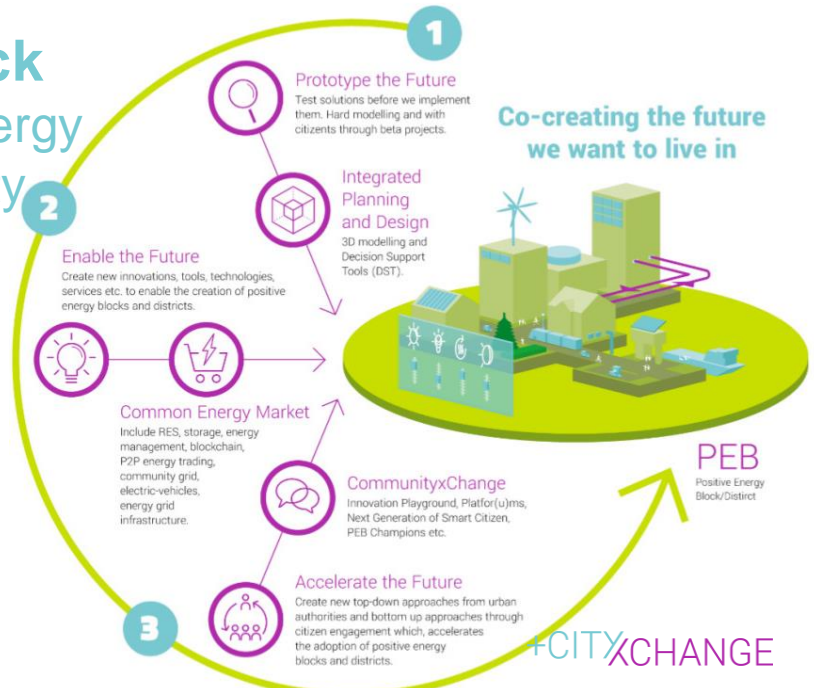 ck
ergy
y
1
Prototype the Future
Test solutions before we implement
them. Hard modelling and with
citizents through beta projects.
Integrated
Planning
and Design
3D modelling and
Decision Support
Tools (DST).
Co-creating the future
we want to live in
2
Enable the Future
Create new innovations, tools, technologies,
services etc. to enable the creation of positive
energy blocks and districts.
Common Energy Market
Include RES, storage, energy
management, blockchain,
P2P energy trading,
community grid,
electric-vehicles,
energy grid
infrastructure.
CommunityxChange
Innovation Playground, Platfor(u)ms,
Next Generation of Smart Citizen,
PEB Champions etc.
PEB
Positive Energy
Block/Distirct
3
Accelerate the Future
Create new top-down approaches from urban
authorities and bottom up approaches through
citizen engagement which, accelerates
the adoption of positive energy
blocks and districts.
+CITYXCHANGE